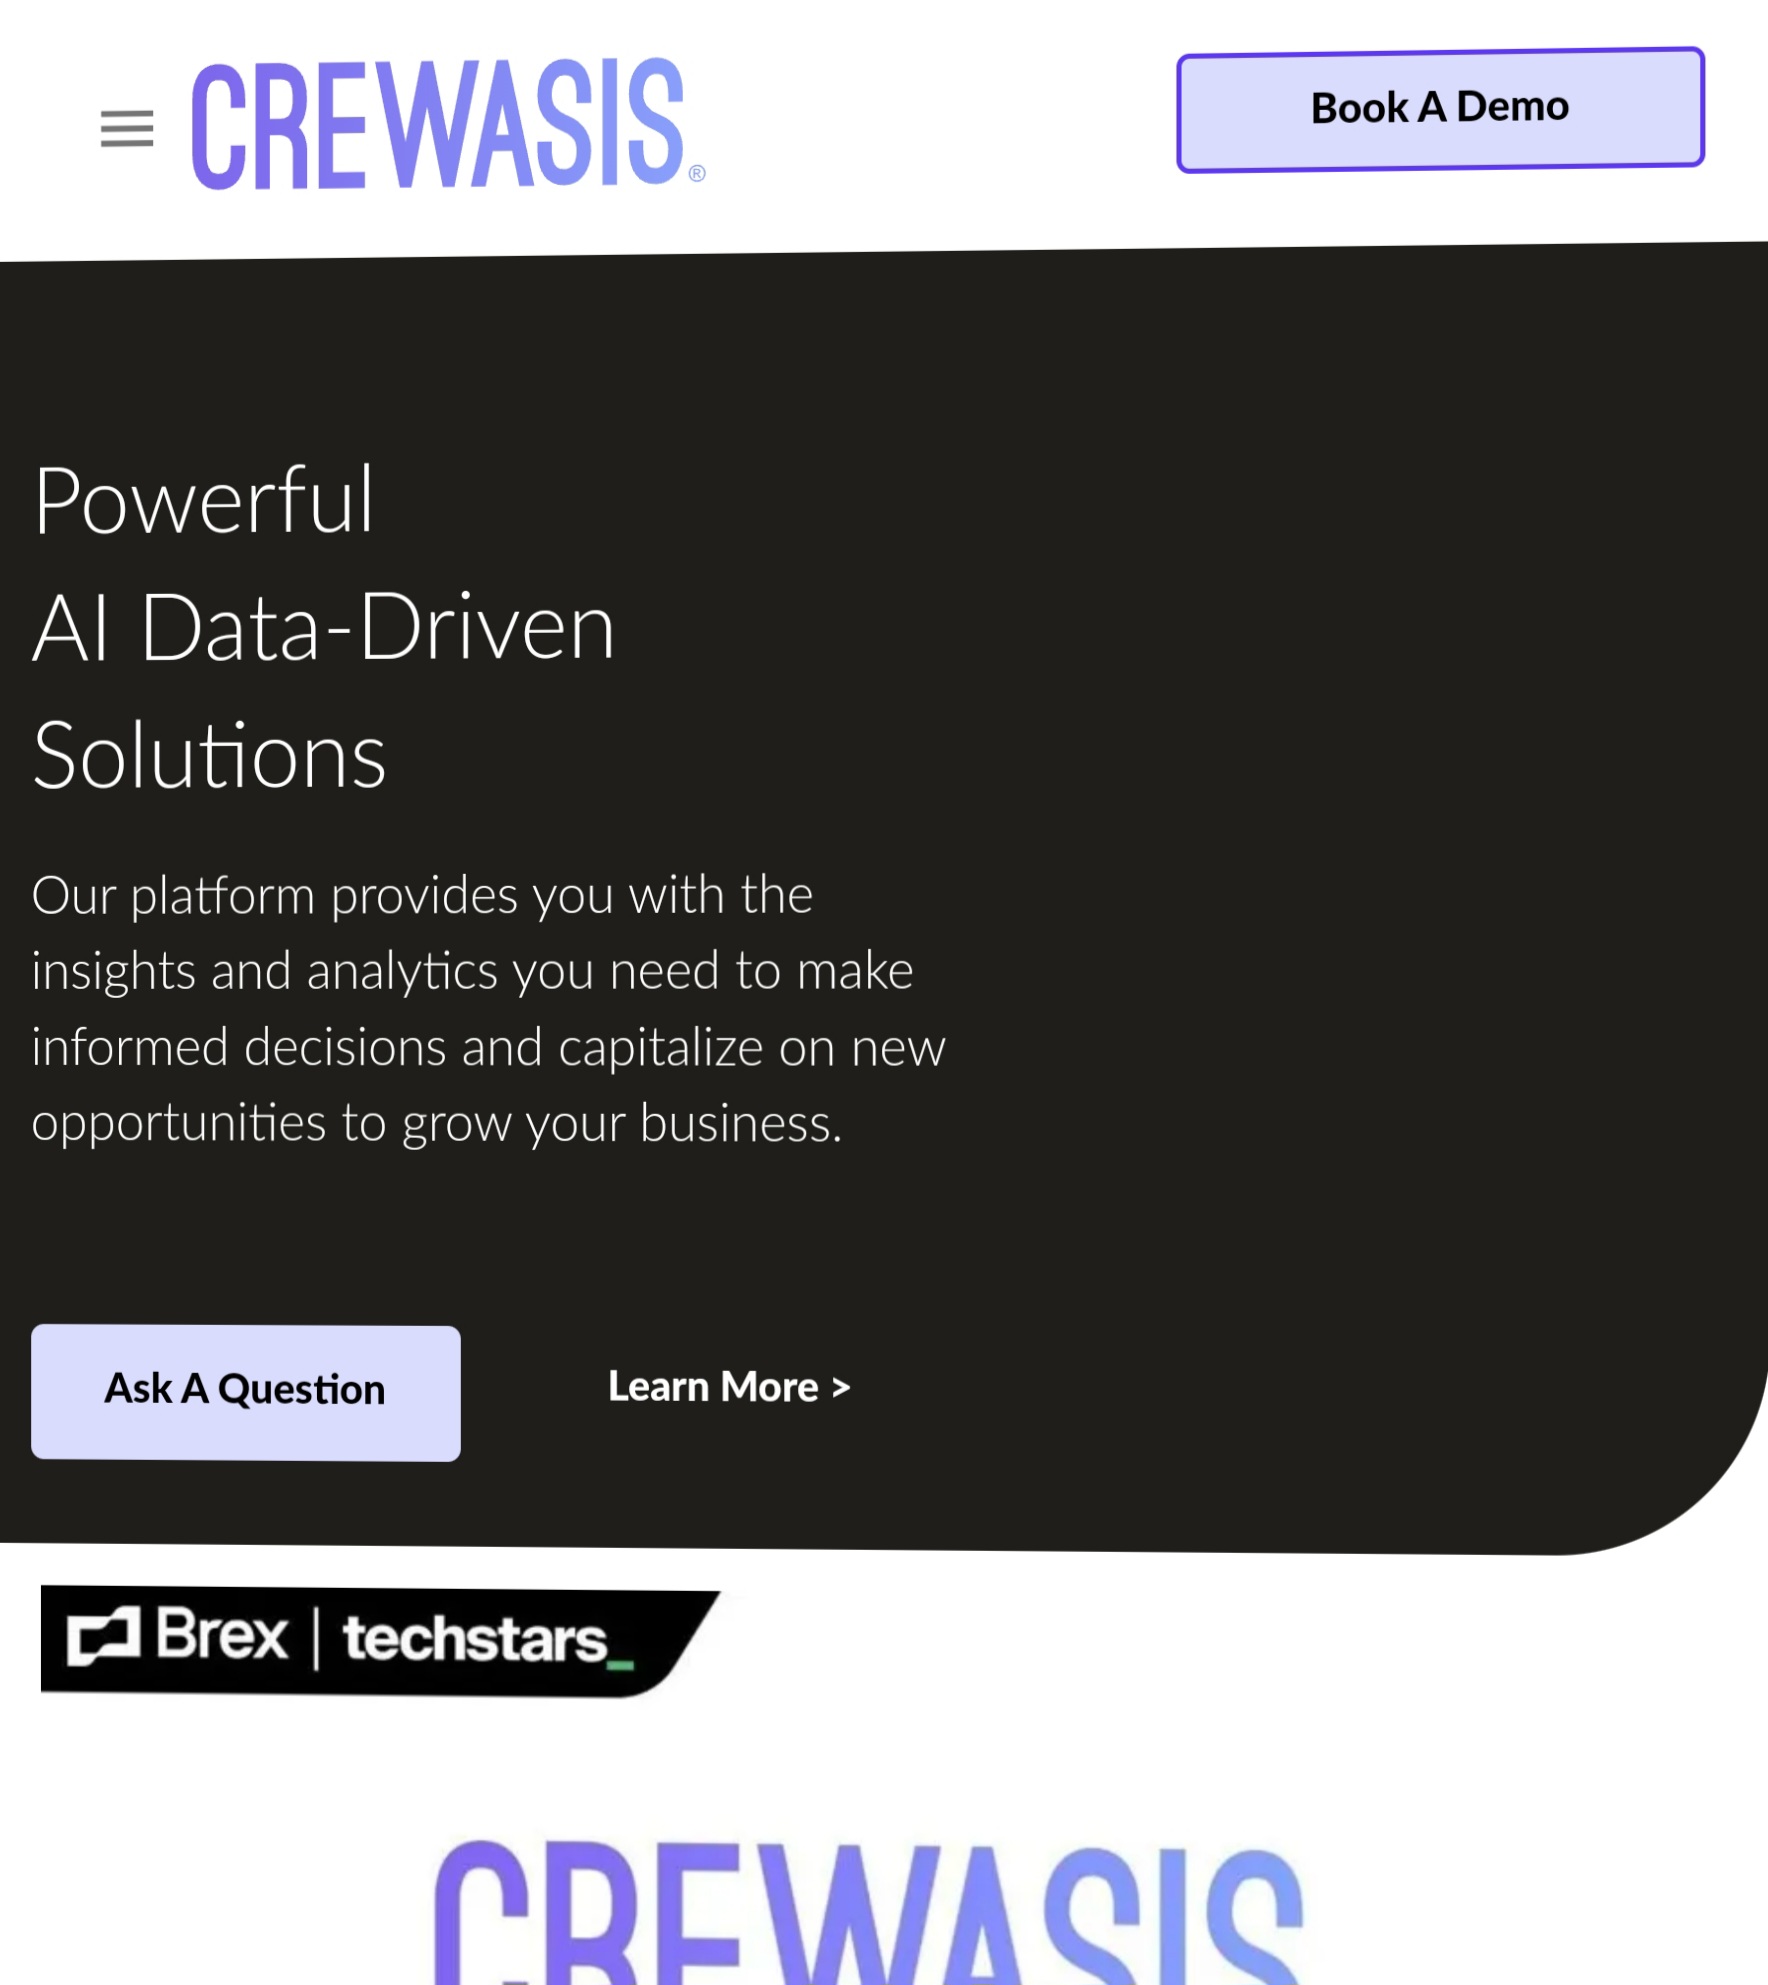 CREWASIS®
Book A Demo
Powerful
AI Data-Driven
Solutions
Our platform provides you with the
insights and analytics you need to make
informed decisions and capitalize on new
opportunities to grow your business.
Ask A Question
Learn More >
Brex | techstars_
CREWASIS